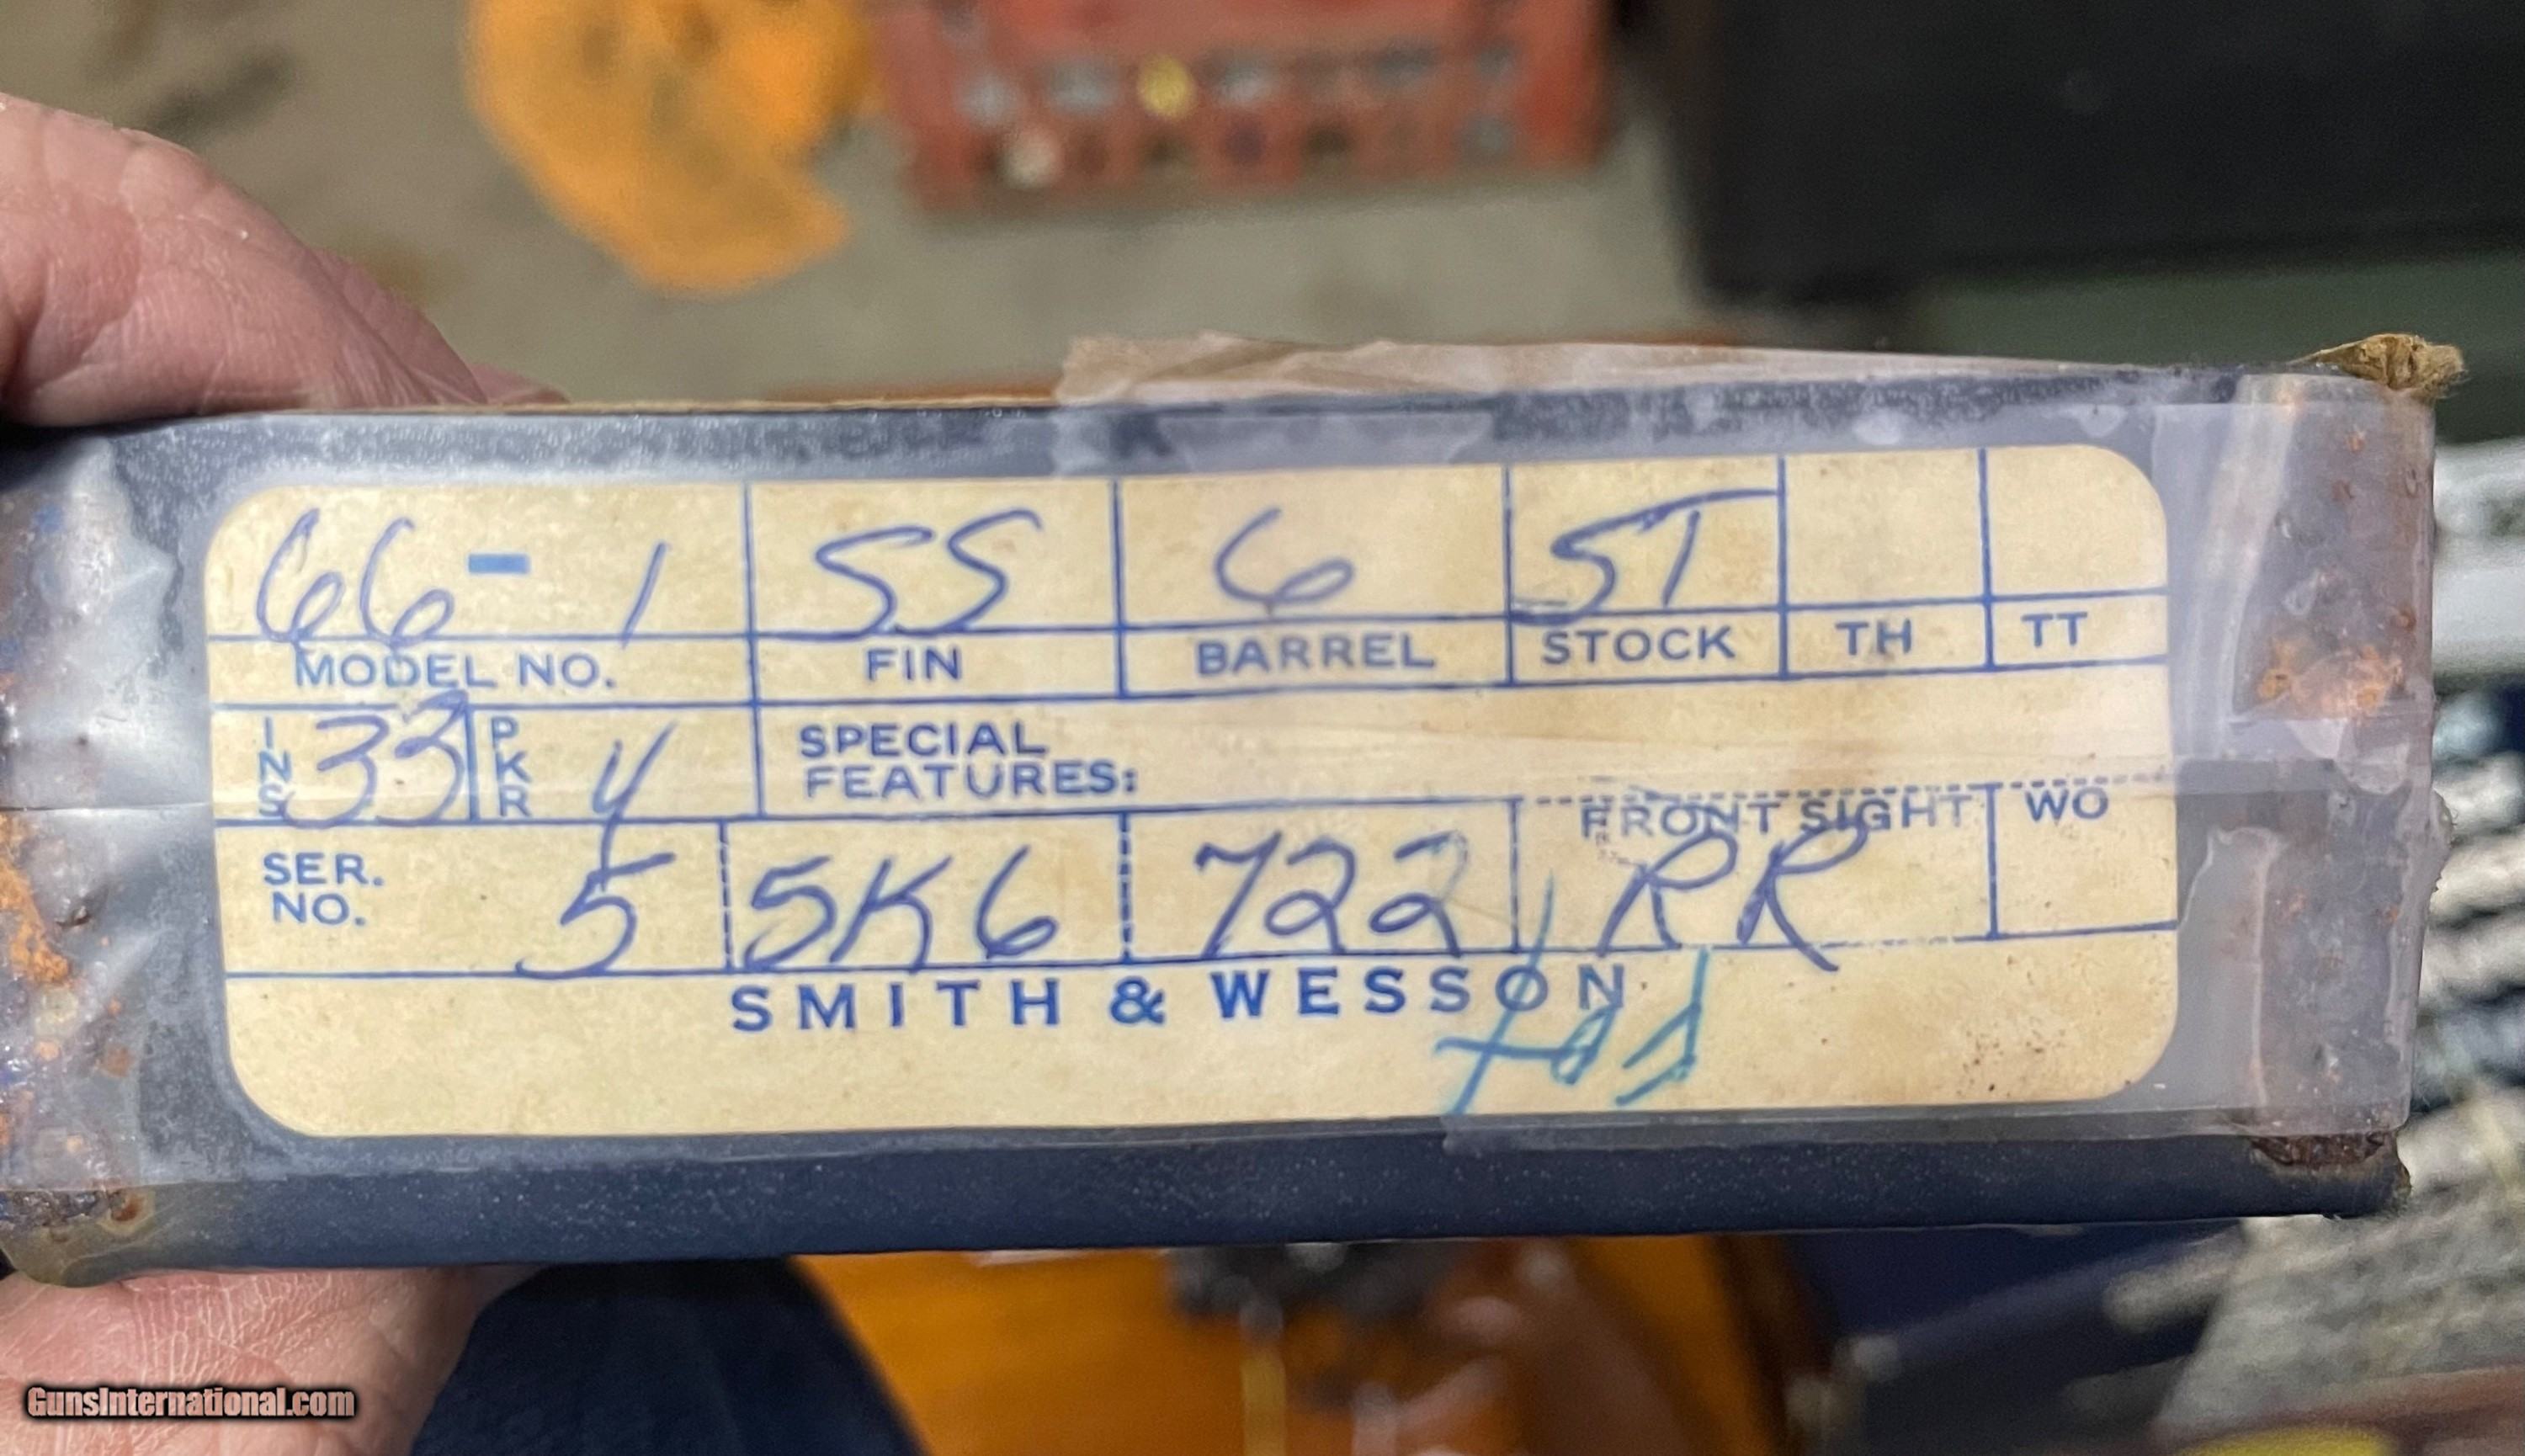 66-1 SS 6 ST
MODEL NO. FIN BARREL STOCK TH TT
INS 33 PKR 4 SPECIAL
FEATURES:
FRONT SIGHT WO
SER.
NO. 5 5K6 722 RR
SMITH & WESSON
GunsInternational.com